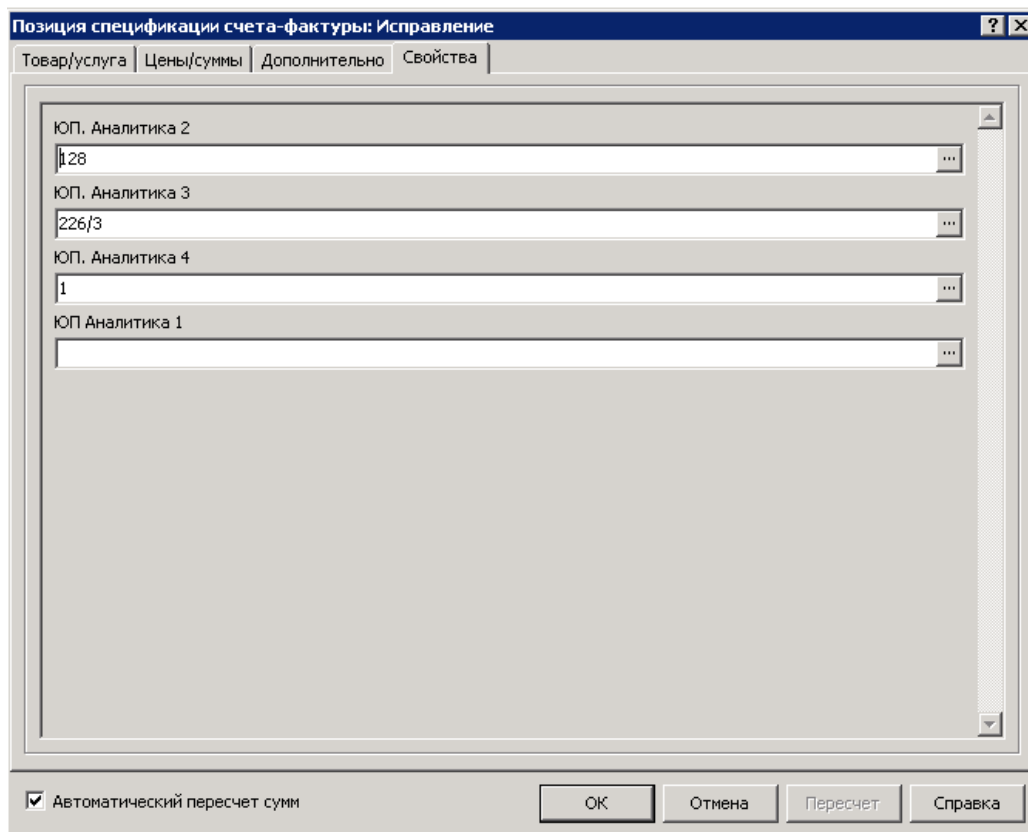 Позиция спецификации счета-фактуры: Исправление
Товар/услуга Цены/суммы Дополнительно Свойства
ЮП. Аналитика 2
128
ЮП. Аналитика 3
226/3
ЮП. Аналитика 4
1
ЮП Аналитика 1
Автоматический пересчет сумм ОК Отмена Пересчет Справка